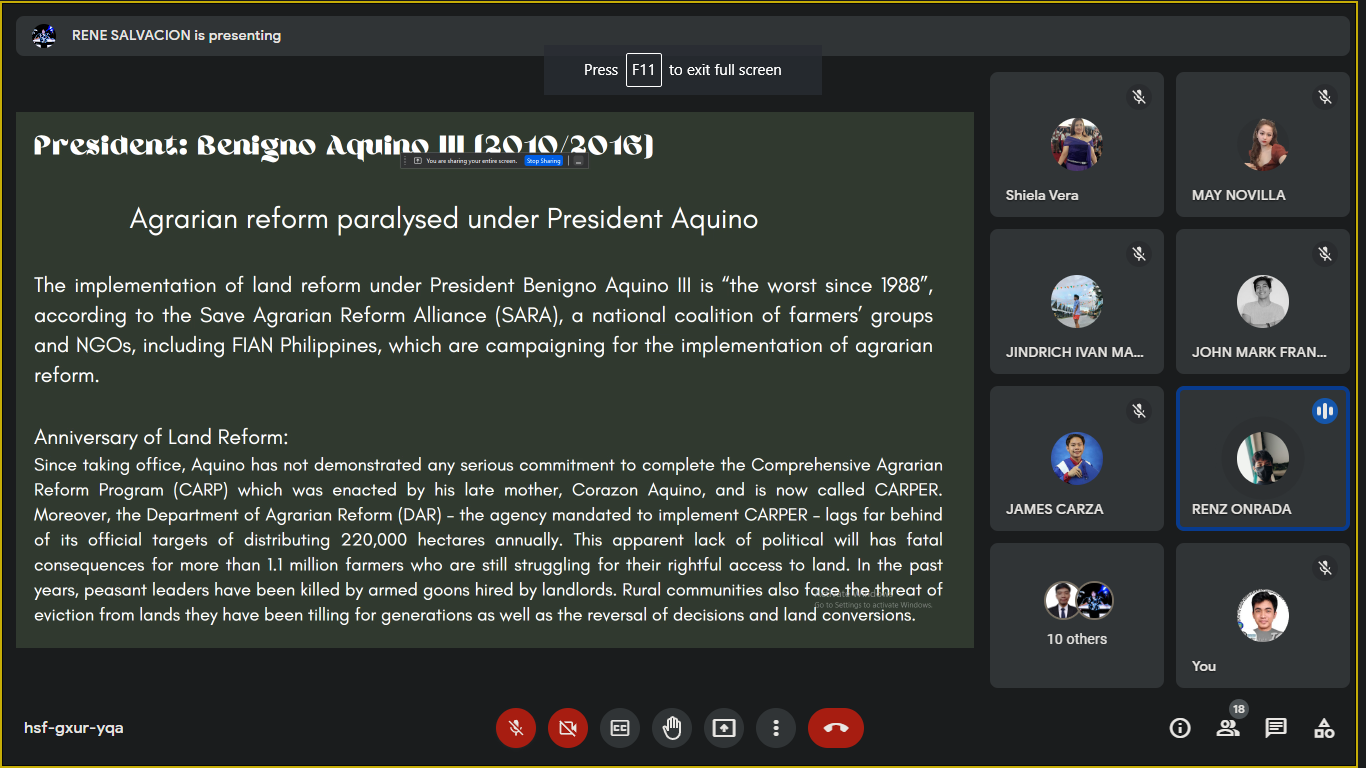 RENE SALVACION is presenting
Press F11 to exit full screen
President: Benigno Aquino III (2010/2016)
You are sharing your entire screen. Stop Sharing
Agrarian reform paralysed under President Aquino
The implementation of land reform under President Benigno Aquino III is “the worst since 1988”,
according to the Save Agrarian Reform Alliance (SARA), a national coalition of farmers’ groups
and NGOs, including FIAN Philippines, which are campaigning for the implementation of agrarian
reform.
Anniversary of Land Reform:
Since taking office, Aquino has not demonstrated any serious commitment to complete the Comprehensive Agrarian
Reform Program (CARP) which was enacted by his late mother, Corazon Aquino, and is now called CARPER.
Moreover, the Department of Agrarian Reform (DAR) – the agency mandated to implement CARPER – lags far behind
of its official targets of distributing 220,000 hectares annually. This apparent lack of political will has fatal
consequences for more than 1.1 million farmers who are still struggling for their rightful access to land. In the past
years, peasant leaders have been killed by armed goons hired by landlords. Rural communities also face the threat of
eviction from lands they have been tilling for generations as well as the reversal of decisions and land conversions.
Go to Settings to activate Windows.
Shiela Vera
MAY NOVILLA
JINDRICH IVAN MA...
JOHN MARK FRAN...
JAMES CARZA
RENZ ONRADA
10 others
You
hsf-gxur-yqa
18